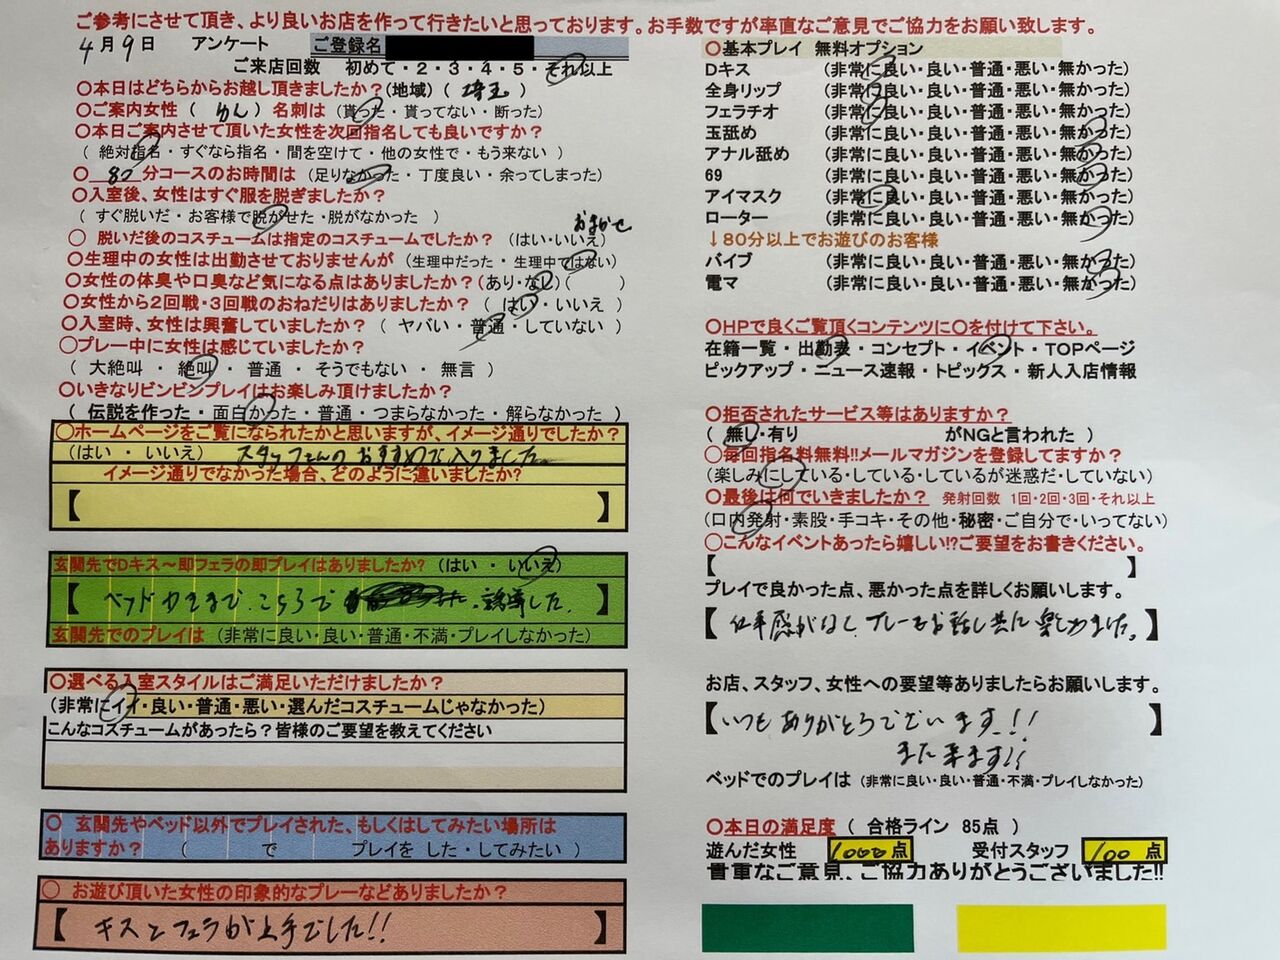 ご参考にさせて頂き、より良いお店を作って行きたいと思っております。お手数ですが率直なご意見でご協力をお願い致します。
4月9日 アンケート ご登録名
ご来店回数 初めて・2・3・4・5・それ以上
〇本日はどちらからお越し頂きましたか?(地域)( 埼玉 )
〇ご案内女性 ( りん ) 名刺は (貰った・貰ってない・断った)
〇本日ご案内させて頂いた女性を次回指名しても良いですか?
( 絶対指名・すぐなら指名・間を空けて・他の女性で・もう来ない )
〇 80 分コースのお時間は (足りなかった・丁度良い・余ってしまった)
〇入室後、女性はすぐ服を脱ぎましたか?
( すぐ脱いだ・お客様で脱がせた・脱がなかった )
おまかせ
〇 脱いだ後のコスチュームは指定のコスチュームでしたか? (はい・いいえ)
〇生理中の女性は出勤させておりませんが (生理中だった・生理中ではない)
〇女性の体臭や口臭など気になる点はありましたか?(あり・なし)( )
〇女性から2回戦・3回戦のおねだりはありましたか? ( はい・いいえ )
〇入室時、女性は興奮していましたか? ( ヤバい・普通・していない )
〇プレー中に女性は感じていましたか?
( 大絶叫・絶叫・普通・そうでもない・無言 )
〇いきなりビンビンプレイはお楽しみ頂けましたか?
( 伝説を作った・面白かった・普通・つまらなかった・解らなかった )
〇ホームページをご覧になられたかと思いますが、イメージ通りでしたか?
(はい ・ いいえ) スタッフさんのおすすめで入りました。
イメージ通りでなかった場合、どのように違いましたか?
【 】
玄関先でDキス～即フェラの即プレイはありましたか? (はい ・ いいえ)
【 ベッドの空まで、こちらで 誘導した。 】
玄関先でのプレイは (非常に良い・良い・普通・不満・プレイしなかった)
〇選べる入室スタイルはご満足いただけましたか?
(非常にイイ・良い・普通・悪い・選んだコスチュームじゃなかった)
こんなコスチュームがあったら？皆様のご要望を教えてください
〇 玄関先やベッド以外でプレイされた、もしくはしてみたい場所は
ありますか? ( で プレイを した・してみたい )
〇 お遊び頂いた女性の印象的なプレーなどありましたか?
【 キスとフェラが上手でした!! 】
〇基本プレイ 無料オプション
Dキス (非常に良い・良い・普通・悪い・無かった)
全身リップ (非常に良い・良い・普通・悪い・無かった)
フェラチオ (非常に良い・良い・普通・悪い・無かった)
玉舐め (非常に良い・良い・普通・悪い・無かった)
アナル舐め (非常に良い・良い・普通・悪い・無かった)
69 (非常に良い・良い・普通・悪い・無かった)
アイマスク (非常に良い・良い・普通・悪い・無かった)
ローター (非常に良い・良い・普通・悪い・無かった)
↓80分以上でお遊びのお客様
バイブ (非常に良い・良い・普通・悪い・無かった)
電マ (非常に良い・良い・普通・悪い・無かった)
〇HPで良くご覧頂くコンテンツに〇を付けて下さい。
在籍一覧・出勤表・コンセプト・イベント・TOPページ
ピックアップ・ニュース速報・トピックス・新人入店情報
〇拒否されたサービス等はありますか?
( 無し・有り がNGと言われた )
〇毎回指名料無料!!メールマガジンを登録してますか?
(楽しみにしている・している・しているが迷惑だ・していない)
〇最後は何でいきましたか? 発射回数 1回・2回・3回・それ以上
(口内発射・素股・手コキ・その他・秘密・ご自分で・いってない)
〇こんなイベントあったら嬉しい!?ご要望をお書きください。
【 】
プレイで良かった点、悪かった点を詳しくお願いします。
【 仕事感がなし、プレーもお話し共に楽しめました。 】
お店、スタッフ、女性への要望等ありましたらお願いします。
【 いつもありがとうございます!!
また来ます!! 】
ベッドでのプレイは (非常に良い・良い・普通・不満・プレイしなかった)
〇本日の満足度 ( 合格ライン 85点 )
遊んだ女性 1000 点 受付スタッフ 100 点
貴重なご意見、ご協力ありがとうございました!!